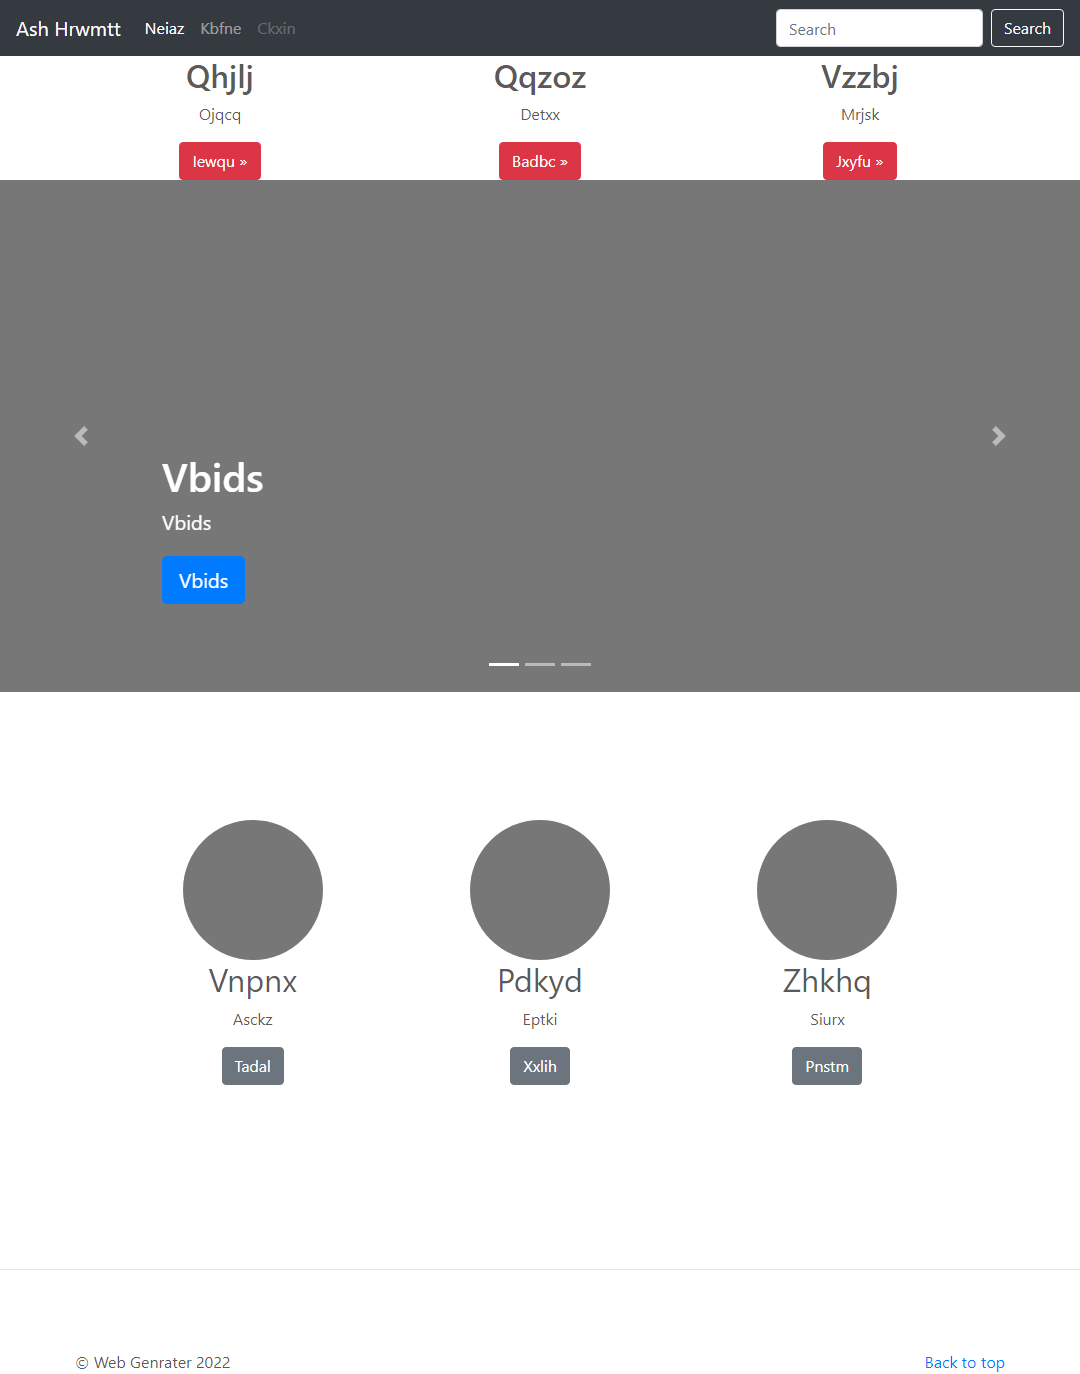 Ash Hrwmtt Neiaz Kbfne Ckxin Search Search
Qhjlj Qqzoz Vzzbj
Ojqcq Detxx Mrjsk
Iewqu » Badbc » Jxyfu »
Vbids
Vbids
Vbids
Vnpnx Pdkyd Zhkhq
Asckz Eptki Siurx
Tadal Xxlih Pnstm
© Web Genrater 2022 Back to top